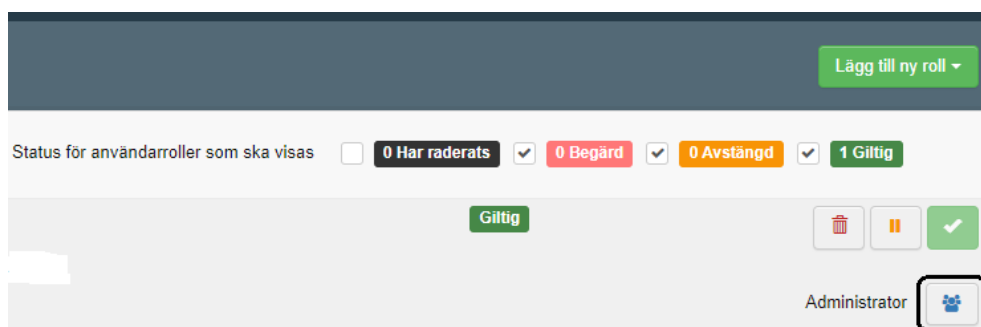 Lägg till ny roll
Status för användarroller som ska visas 0 Har raderats 0 Begärd 0 Avstängd 1 Giltig
Giltig
Administrator